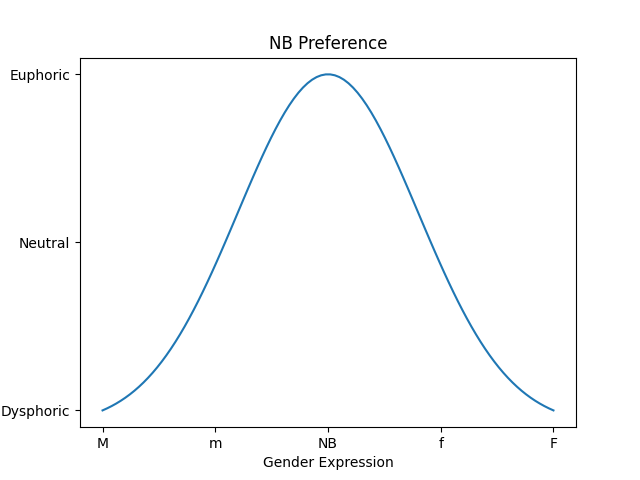 NB Preference
Euphoric
Neutral
Dysphoric
M m NB f F
Gender Expression